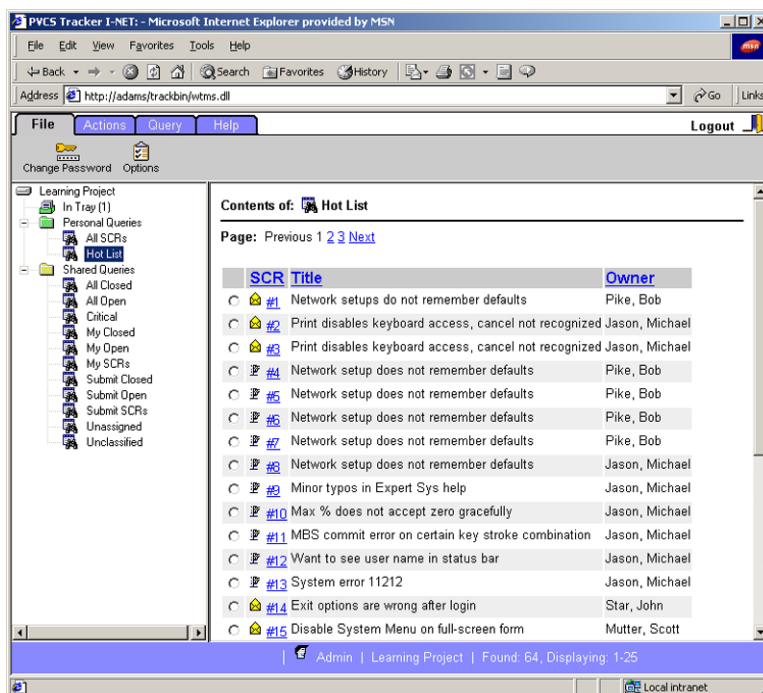 PVCS Tracker I-NET: - Microsoft Internet Explorer provided by MSN
File Edit View Favorites Tools Help
msn
Back Search Favorites History
Address http://adams/trackbin/wtms.dll Go Links
File Actions Query Help
Logout
Change Password Options
Learning Project
In Tray (1)
Personal Queries
All SCRs
Hot List
Shared Queries
All Closed
All Open
Critical
My Closed
My Open
My SCRs
Submit Closed
Submit Open
Submit SCRs
Unassigned
Unclassified
Contents of: Hot List
Page: Previous 1 2 3 Next
SCR Title Owner
#1 Network setups do not remember defaults Pike, Bob
#2 Print disables keyboard access, cancel not recognized Jason, Michael
#3 Print disables keyboard access, cancel not recognized Jason, Michael
#4 Network setup does not remember defaults Pike, Bob
#5 Network setup does not remember defaults Pike, Bob
#6 Network setup does not remember defaults Pike, Bob
#7 Network setup does not remember defaults Pike, Bob
#8 Network setup does not remember defaults Jason, Michael
#9 Minor typos in Expert Sys help Jason, Michael
#10 Max % does not accept zero gracefully Jason, Michael
#11 MBS commit error on certain key stroke combination Jason, Michael
#12 Want to see user name in status bar Jason, Michael
#13 System error 11212 Jason, Michael
#14 Exit options are wrong after login Star, John
#15 Disable System Menu on full-screen form Mutter, Scott
| Admin | Learning Project | Found: 64, Displaying: 1-25
Local intranet